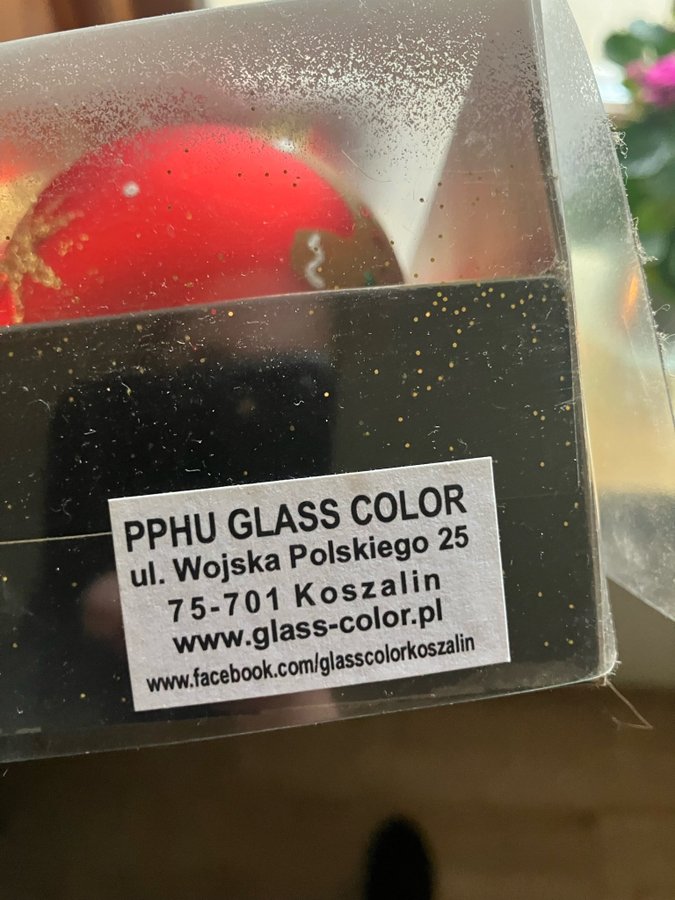 PPHU GLASS COLOR
ul. Wojska Polskiego 25
75-701 Koszalin
www.glass-color.pl
www.facebook.com/glasscolorkoszalin